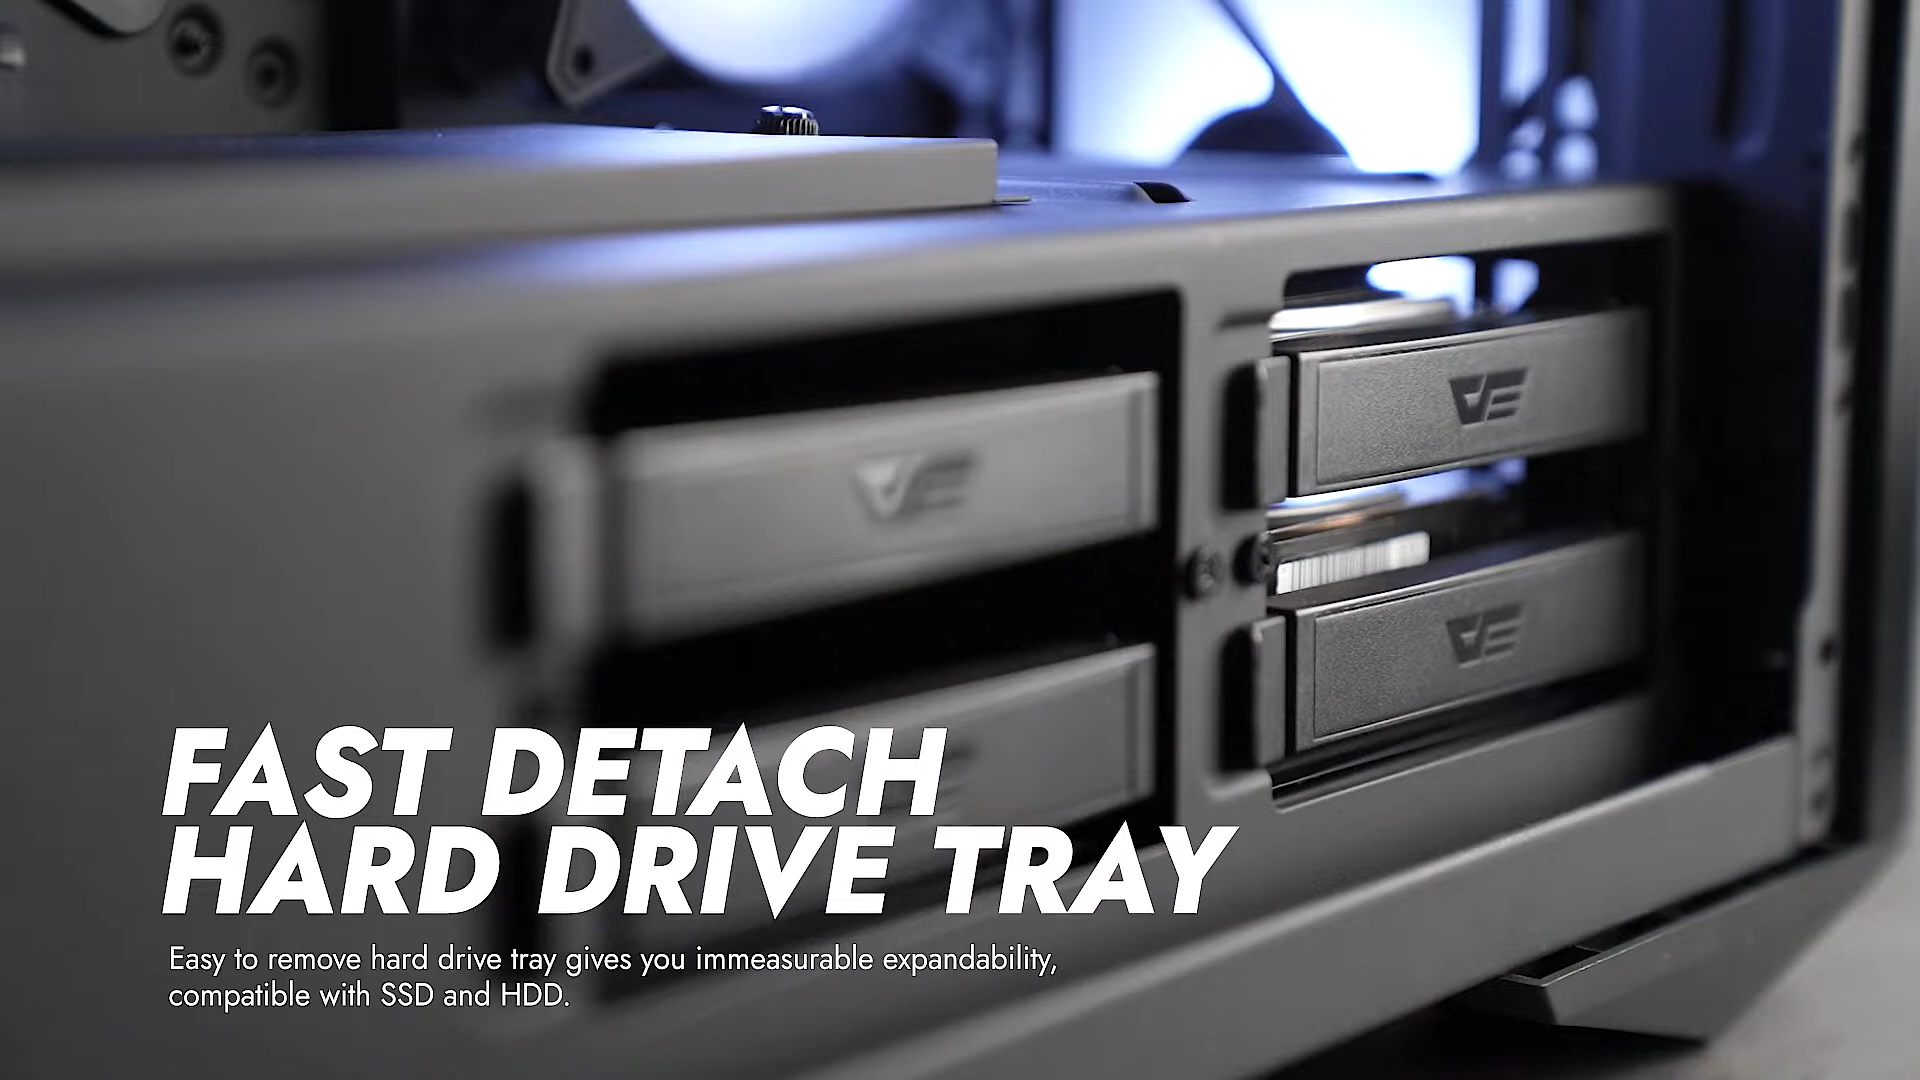 FAST DETACH
HARD DRIVE TRAY
Easy to remove hard drive tray gives you immeasurable expandability,
compatible with SSD and HDD.